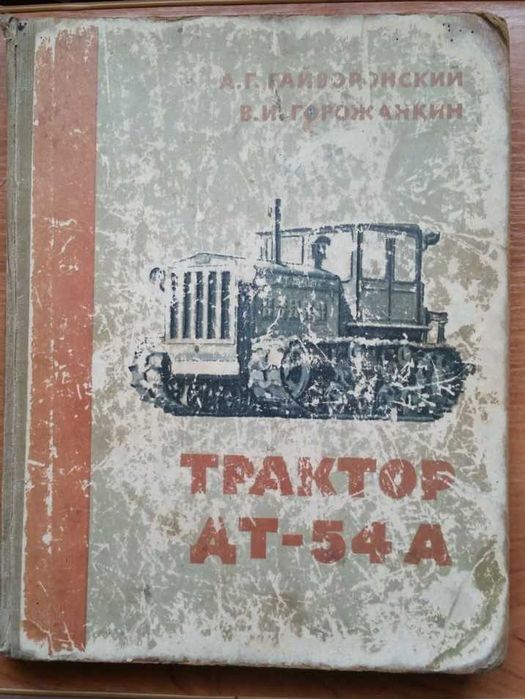 А.Г. ГАЙВОРОНСКИЙ
В.И. ГОРОЖАНКИН
ТРАКТОР
ДТ-54А